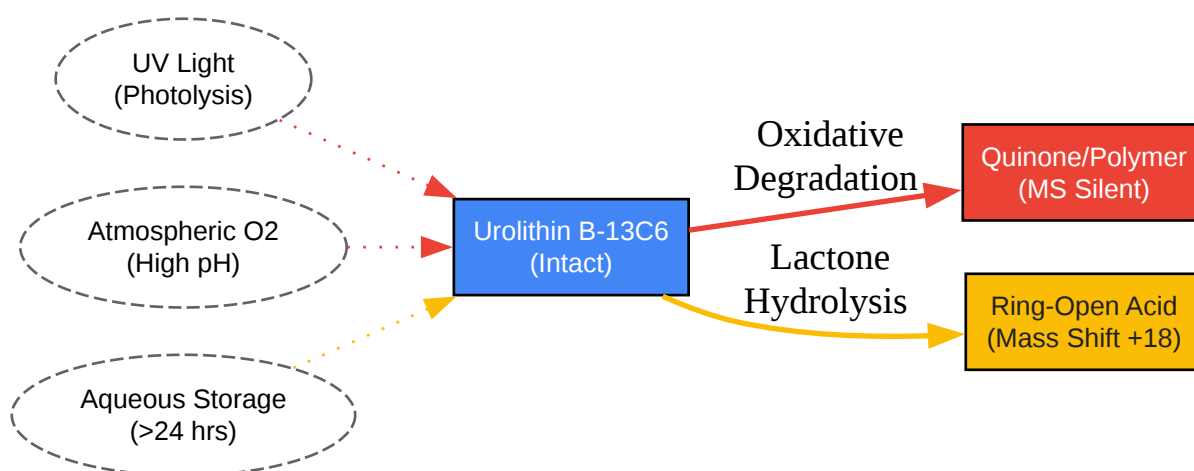 UV Light
(Photolysis)
Atmospheric O2
(High pH)
Aqueous Storage
(>24 hrs)
Urolithin B-13C6
(Intact)
Oxidative
Degradation
Lactone
Hydrolysis
Quinone/Polymer
(MS Silent)
Ring-Open Acid
(Mass Shift +18)